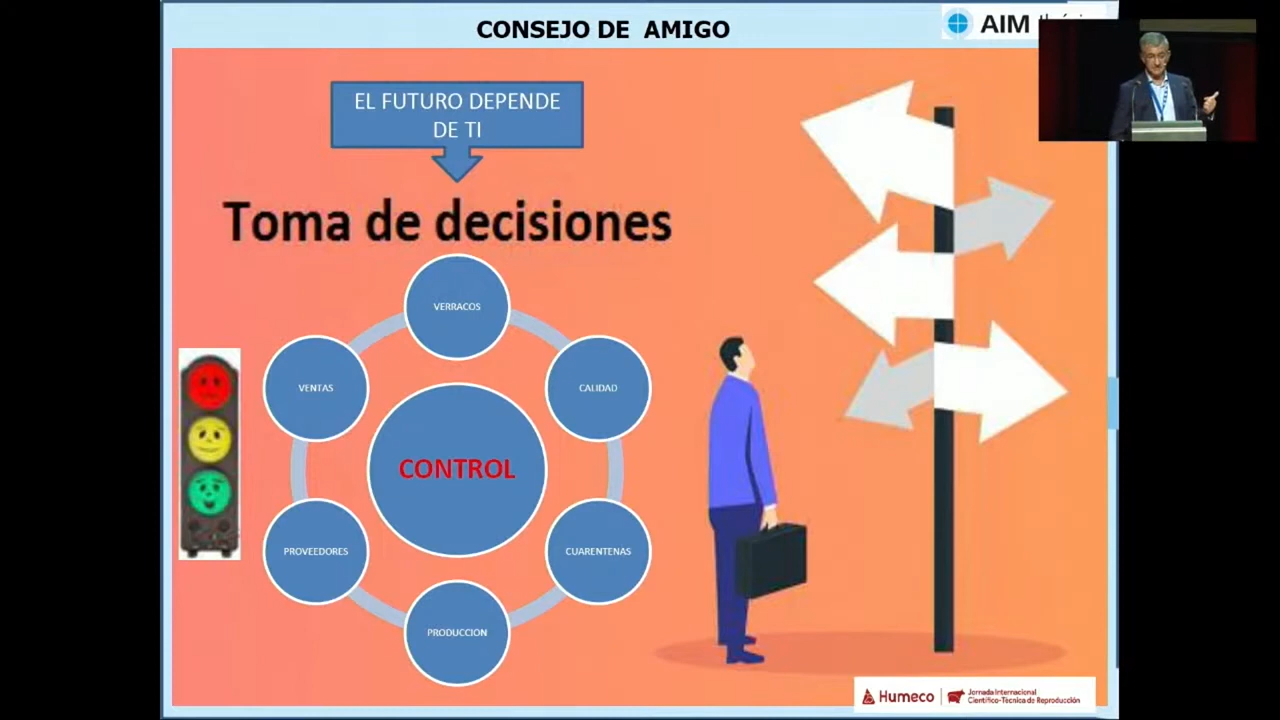 CONSEJO DE AMIGO
AIM
EL FUTURO DEPENDE
DE TI
Toma de decisiones
VERRACOS
VENTAS
CALIDAD
CONTROL
PROVEEDORES
CUARENTENAS
PRODUCCION
Humeco
Jornada Internacional
Científico-Técnica de Reproducción